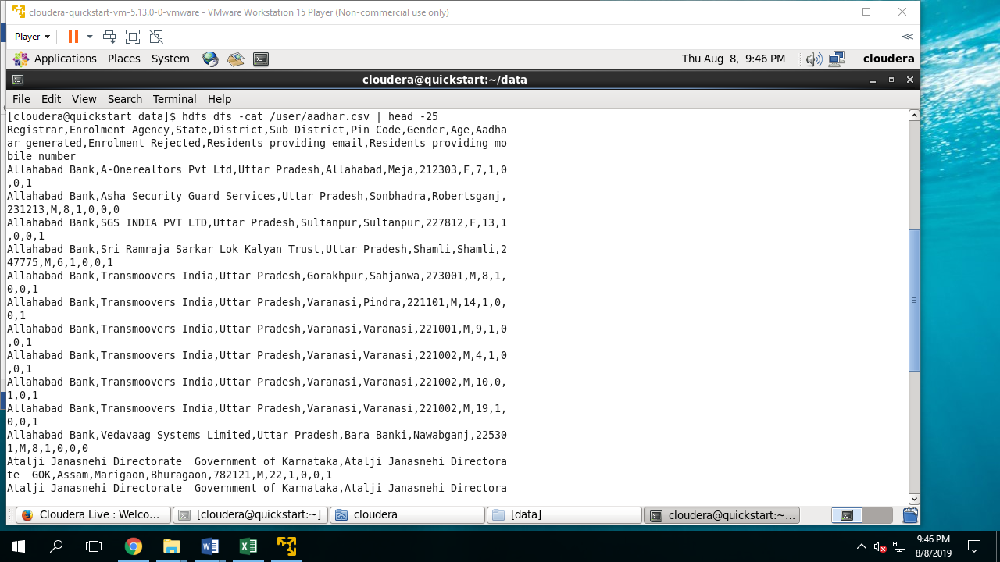 cloudera-quickstart-vm-5.13.0-0-vmware - VMware Workstation 15 Player (Non-commercial use only)
Player
Applications Places System Thu Aug 8, 9:46 PM cloudera
cloudera@quickstart:~/data
File Edit View Search Terminal Help
[cloudera@quickstart data]$ hdfs dfs -cat /user/aadhar.csv | head -25
Registrar,Enrolment Agency,State,District,Sub District,Pin Code,Gender,Age,Aadha
ar generated,Enrolment Rejected,Residents providing email,Residents providing mo
bile number
Allahabad Bank,A-Onerealtors Pvt Ltd,Uttar Pradesh,Allahabad,Meja,212303,F,7,1,0
,0,1
Allahabad Bank,Asha Security Guard Services,Uttar Pradesh,Sonbhadra,Robertsganj,
231213,M,8,1,0,0,0
Allahabad Bank,SGS INDIA PVT LTD,Uttar Pradesh,Sultanpur,Sultanpur,227812,F,13,1
,0,0,1
Allahabad Bank,Sri Ramraja Sarkar Lok Kalyan Trust,Uttar Pradesh,Shamli,Shamli,2
47775,M,6,1,0,0,1
Allahabad Bank,Transmoovers India,Uttar Pradesh,Gorakhpur,Sahjanwa,273001,M,8,1,
0,0,1
Allahabad Bank,Transmoovers India,Uttar Pradesh,Varanasi,Pindra,221101,M,14,1,0,
0,1
Allahabad Bank,Transmoovers India,Uttar Pradesh,Varanasi,Varanasi,221001,M,9,1,0
,0,1
Allahabad Bank,Transmoovers India,Uttar Pradesh,Varanasi,Varanasi,221002,M,4,1,0
,0,1
Allahabad Bank,Transmoovers India,Uttar Pradesh,Varanasi,Varanasi,221002,M,10,0,
1,0,1
Allahabad Bank,Transmoovers India,Uttar Pradesh,Varanasi,Varanasi,221002,M,19,1,
0,0,1
Allahabad Bank,Vedavaag Systems Limited,Uttar Pradesh,Bara Banki,Nawabganj,22530
1,M,8,1,0,0,0
Atalji Janasnehi Directorate  Government of Karnataka,Atalji Janasnehi Directora
te  GOK,Assam,Marigaon,Bhuragaon,782121,M,22,1,0,0,1
Atalji Janasnehi Directorate  Government of Karnataka,Atalji Janasnehi Directora
Cloudera Live : Welco... [cloudera@quickstart:~] cloudera [data] cloudera@quickstart:~...
9:46 PM
8/8/2019